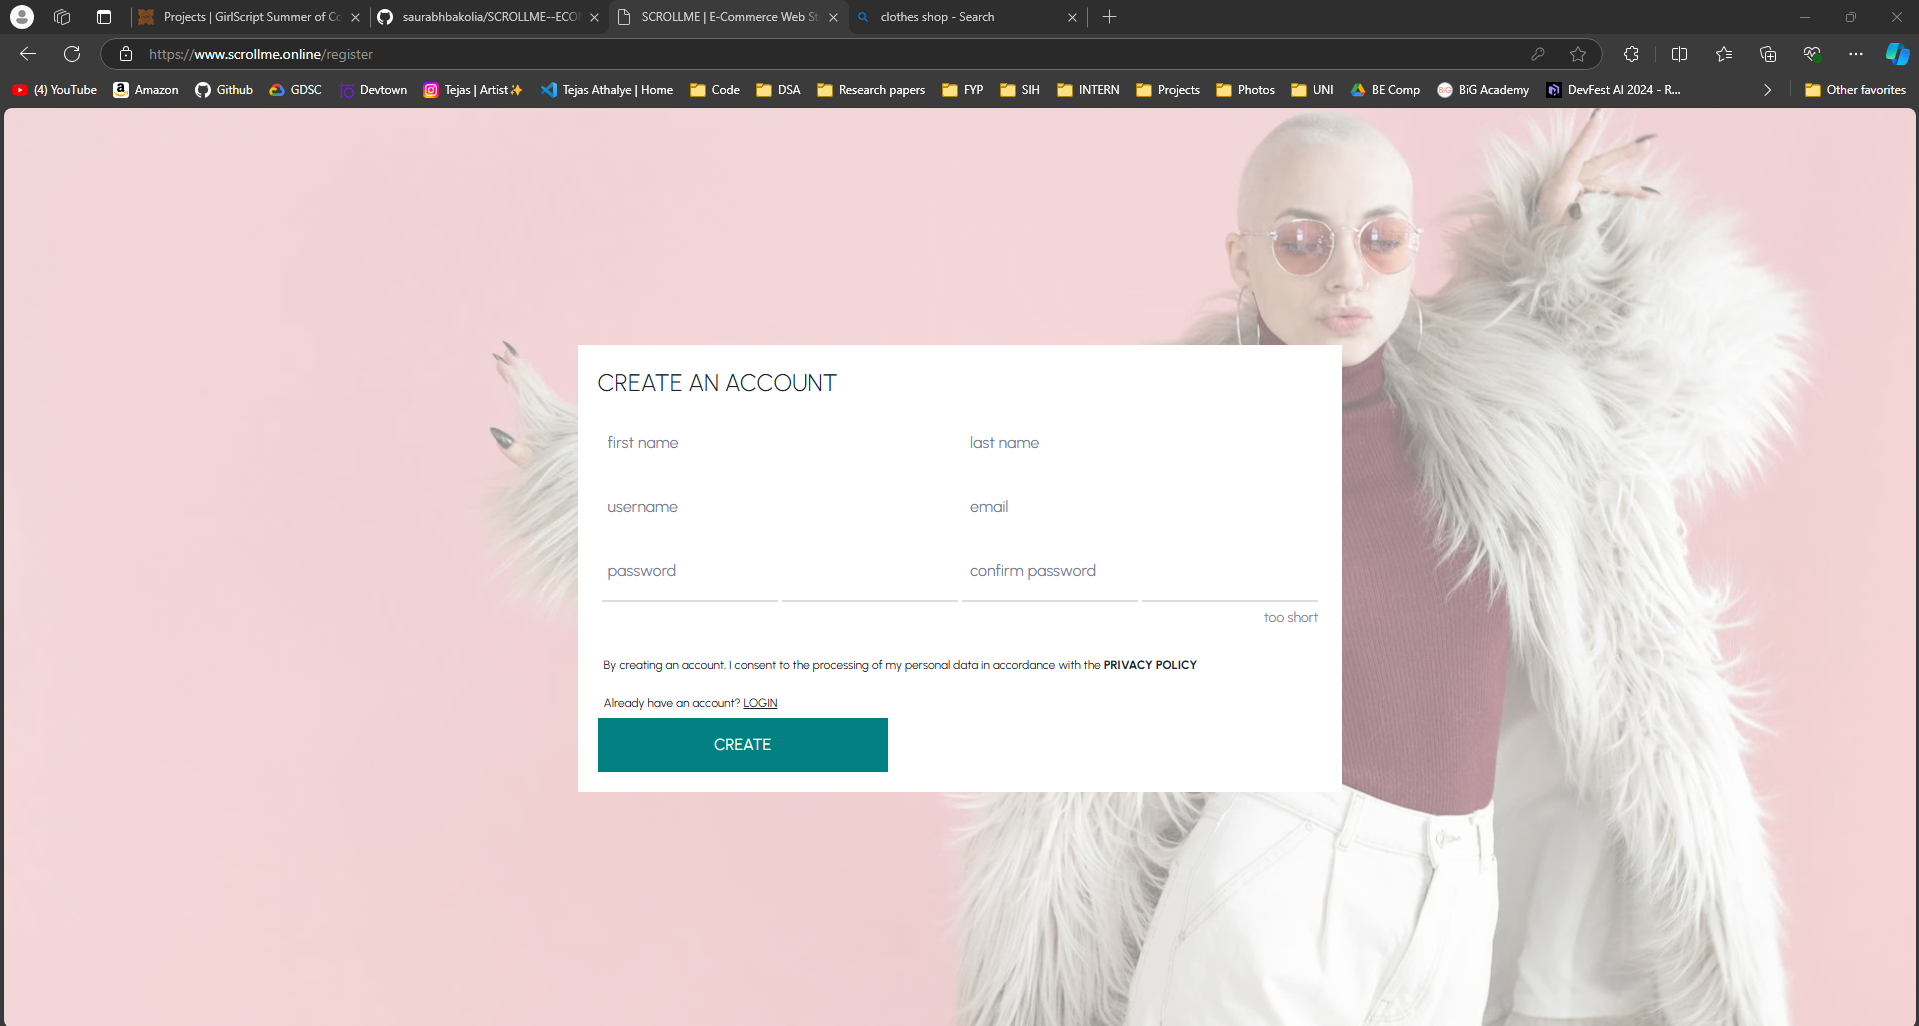 Projects | GirlScript Summer of Co
saurabhbakolia/SCROLLME--ECO
SCROLLME | E-Commerce Web St
clothes shop - Search
https://www.scrollme.online/register
(4) YouTube
Amazon
Github
GDSC
Devtown
Tejas | Artist✨
Tejas Athalye | Home
Code
DSA
Research papers
FYP
SIH
INTERN
Projects
Photos
UNI
BE Comp
BiG Academy
DevFest AI 2024 - R...
Other favorites
CREATE AN ACCOUNT
first name
last name
username
email
password
confirm password
too short
By creating an account, I consent to the processing of my personal data in accordance with the PRIVACY POLICY
Already have an account? LOGIN
CREATE